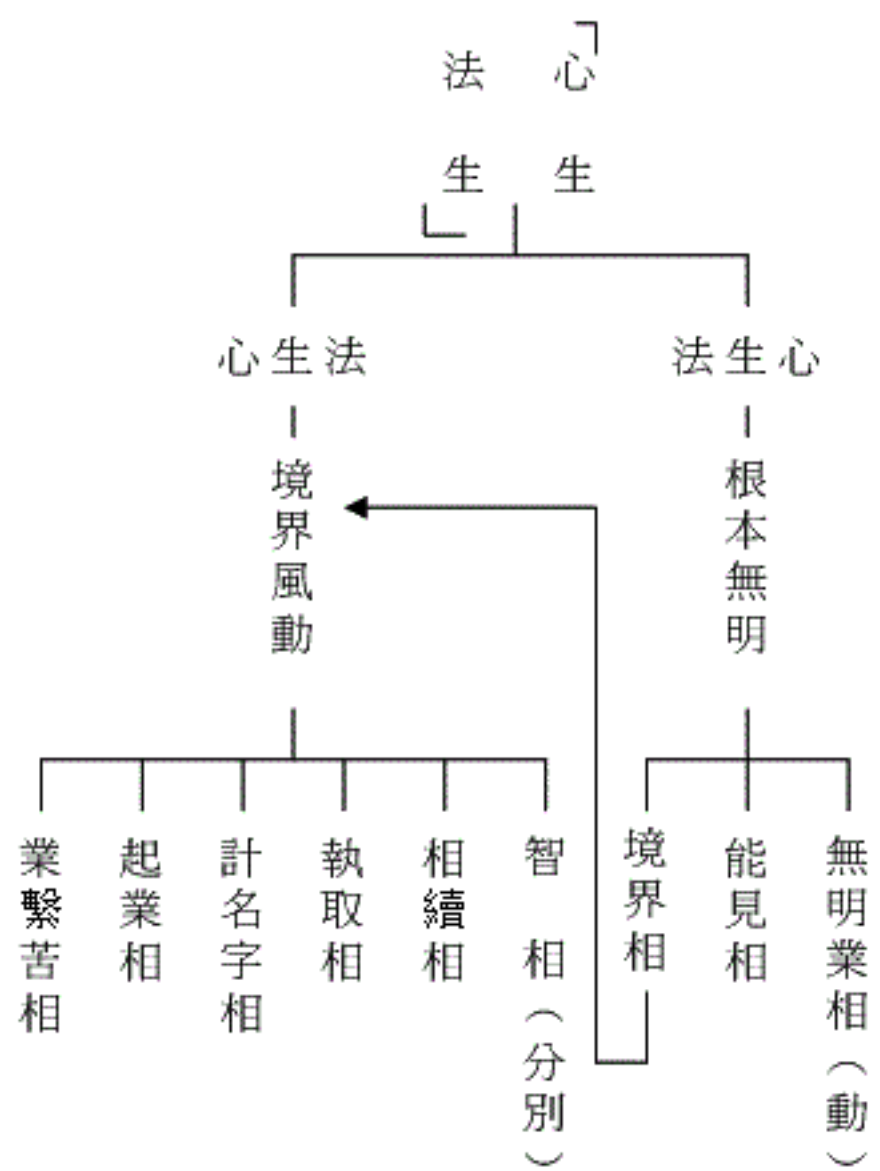 ﹁心生
法生﹂
心生法
法生心
根本無明
境界風動
無明業相（動）
能見相
境界相
智相（分別）
相續相
執取相
計名字相
起業相
業繫苦相